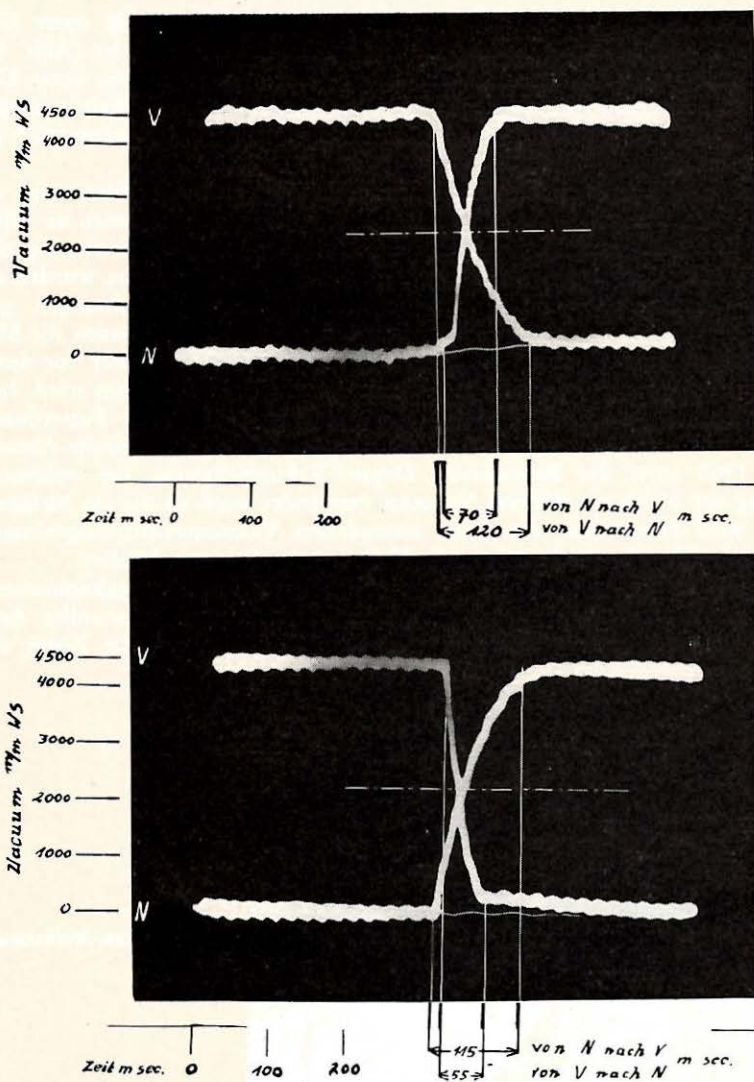 Vacuum m/m WS
4500
4000
3000
2000
1000
0
V
N
Zeit m sec. 0 100 200
70 von N nach V
120 von V nach N
m sec.
Vacuum m/m WS
4500
4000
3000
2000
1000
0
V
N
Zeit m sec. 0 100 200
115 von N nach V
55 von V nach N
m sec.